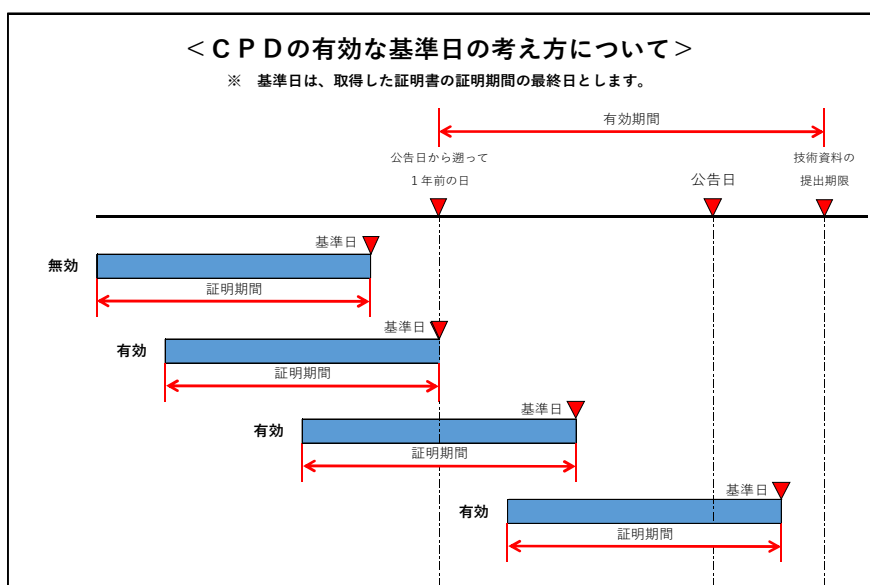 ＜ＣＰＤの有効な基準日の考え方について＞
※　基準日は、取得した証明書の証明期間の最終日とします。
有効期間
公告日から遡って
１年前の日
公告日
技術資料の
提出期限
基準日
無効
証明期間
基準日
有効
証明期間
基準日
有効
証明期間
基準日
有効
証明期間